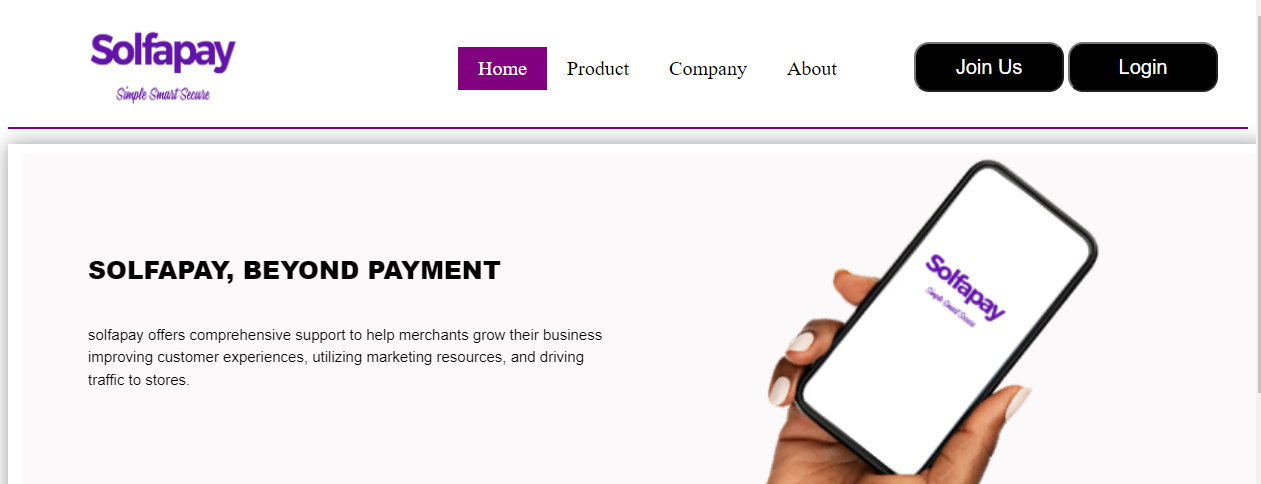 Solfapay
Simple Smart Secure
Home Product Company About
Join Us Login
SOLFAPAY, BEYOND PAYMENT
solfapay offers comprehensive support to help merchants grow their business
improving customer experiences, utilizing marketing resources, and driving
traffic to stores.
Solfapay
Simple Smart Secure